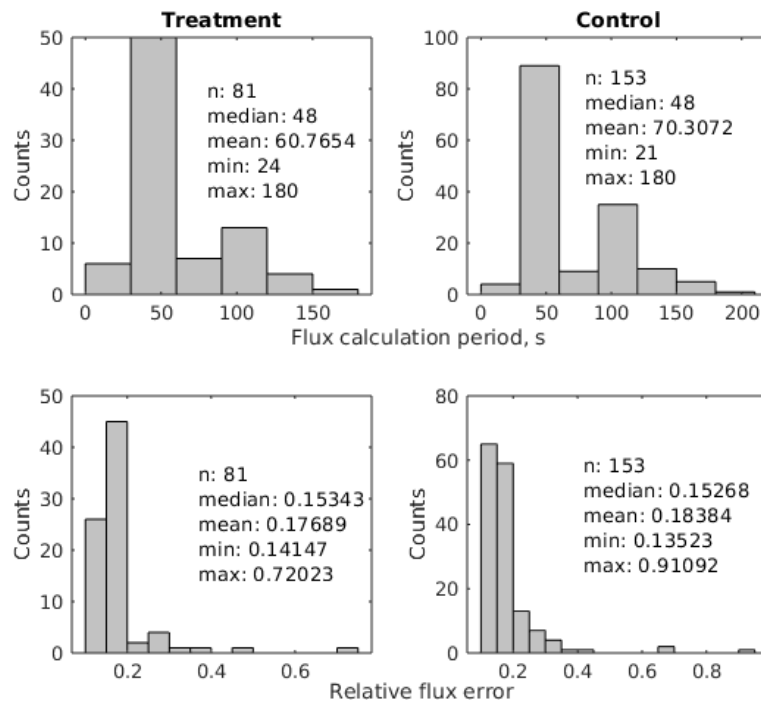 Treatment
Control
50
40
30
20
10
0
Counts
n: 81
median: 48
mean: 60.7654
min: 24
max: 180
0
50
100
150
100
80
60
40
20
0
Counts
n: 153
median: 48
mean: 70.3072
min: 21
max: 180
0
50
100
150
200
Flux calculation period, s
50
40
30
20
10
0
Counts
n: 81
median: 0.15343
mean: 0.17689
min: 0.14147
max: 0.72023
0.2
0.4
0.6
80
60
40
20
0
Counts
n: 153
median: 0.15268
mean: 0.18384
min: 0.13523
max: 0.91092
0.2
0.4
0.6
0.8
Relative flux error